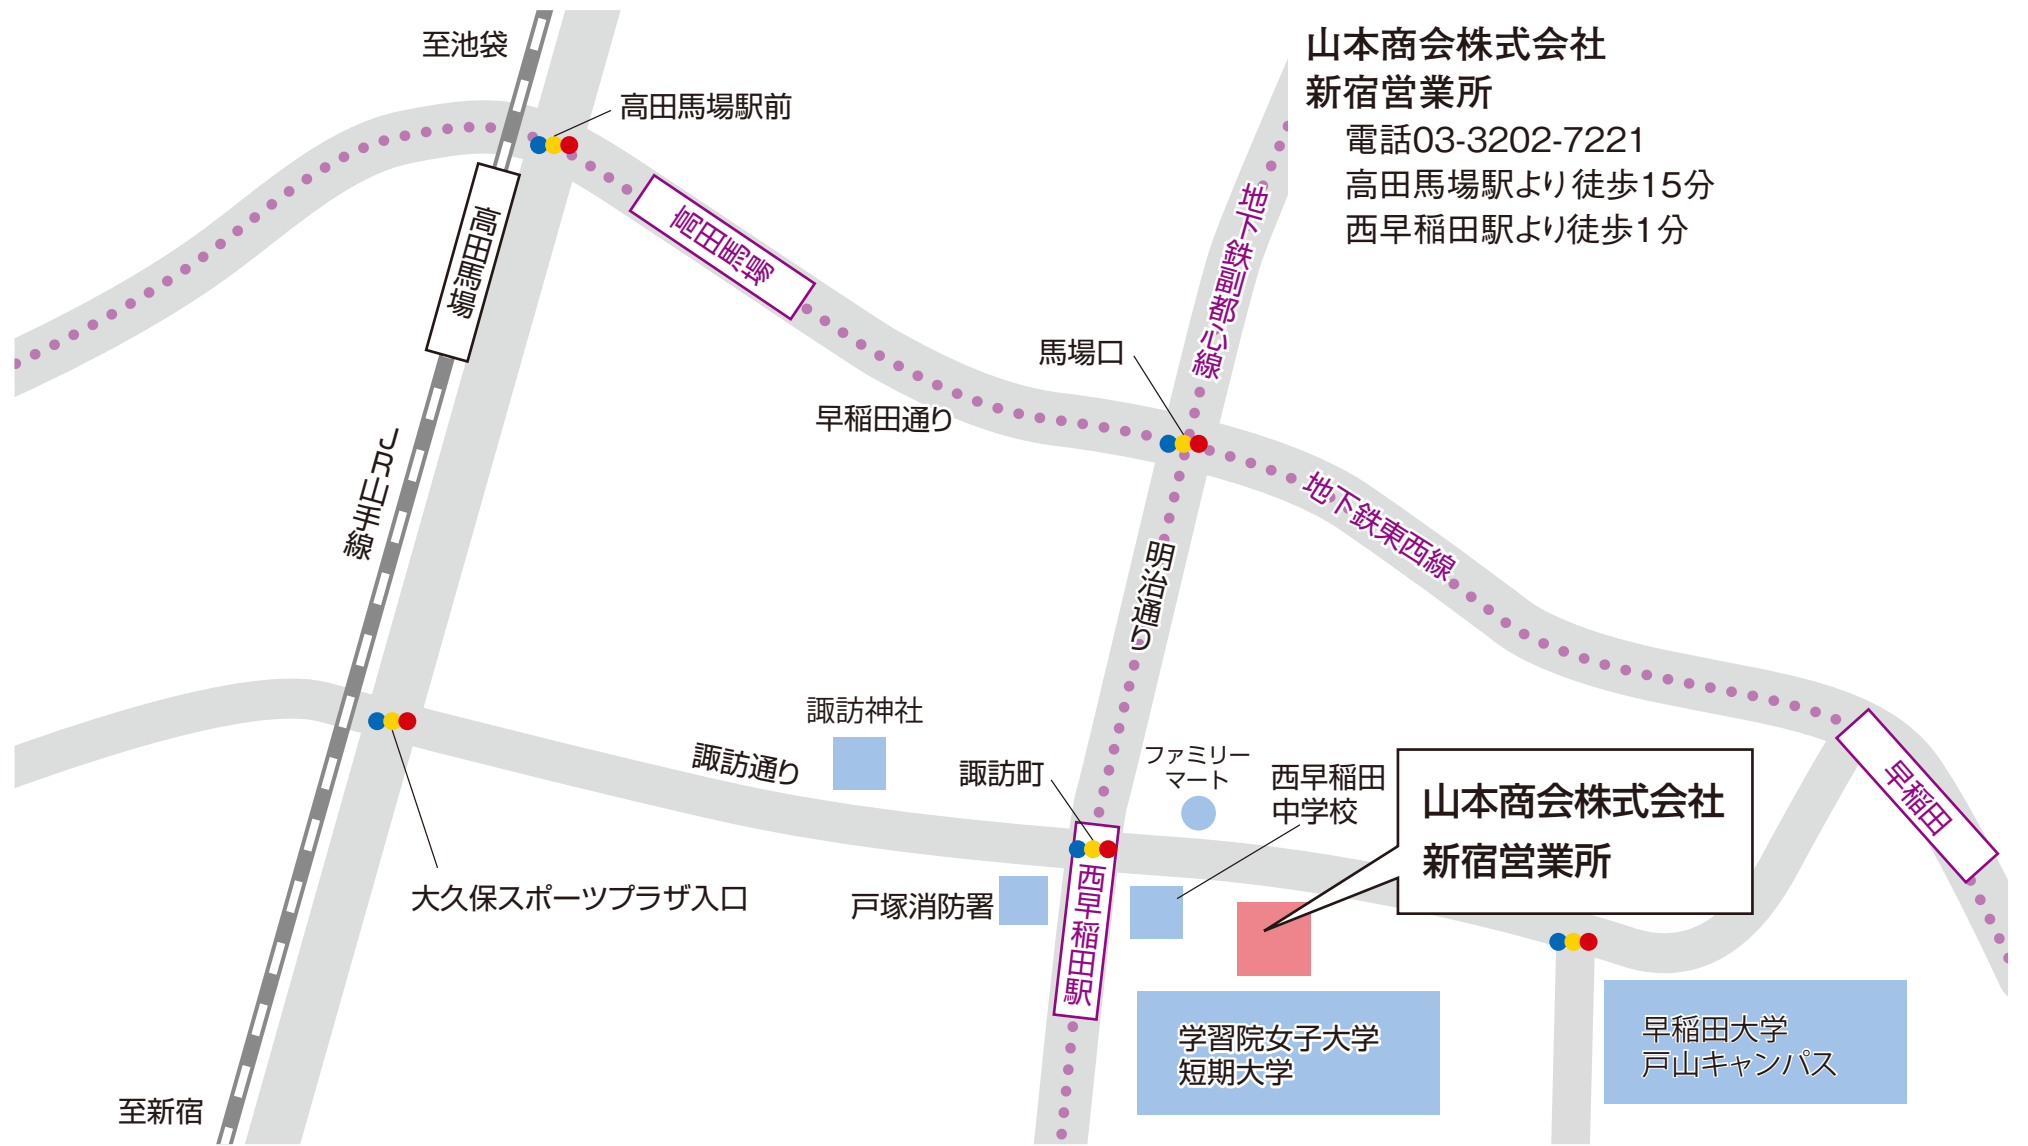 至池袋
高田馬場駅前
山本商会株式会社
新宿営業所
電話03-3202-7221
高田馬場駅より徒歩15分
西早稲田駅より徒歩1分
高田馬場
高田馬場
地下鉄副都心線
馬場口
早稲田通り
JR山手線
地下鉄東西線
明治通り
諏訪神社
諏訪通り
諏訪町
ファミリー
マート
西早稲田
中学校
山本商会株式会社
新宿営業所
早稲田
大久保スポーツプラザ入口
戸塚消防署
西早稲田駅
学習院女子大学
短期大学
早稲田大学
戸山キャンパス
至新宿